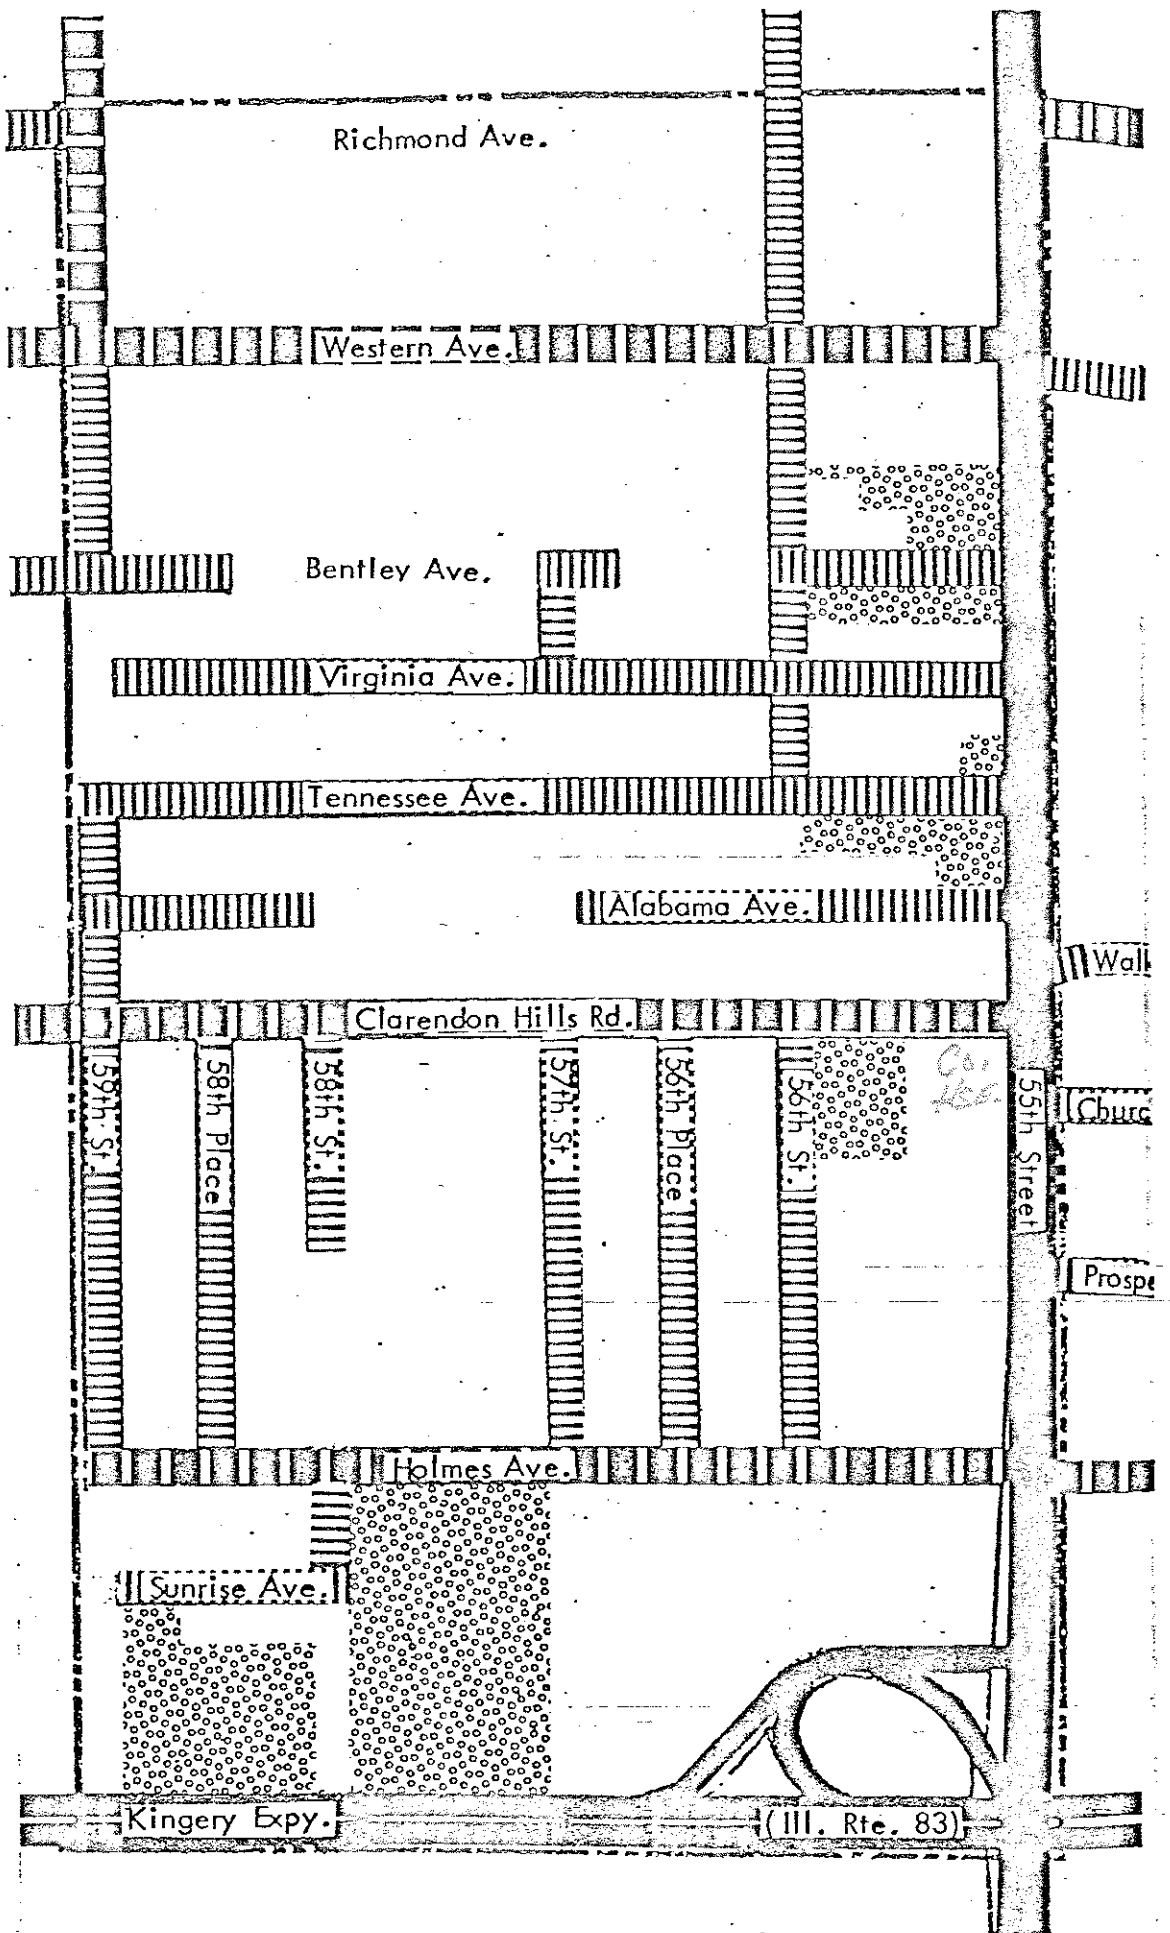 Richmond Ave.
Western Ave.
Bentley Ave.
Virginia Ave.
Tennessee Ave.
Alabama Ave.
Wall
Clarendon Hills Rd.
59th St.
58th Place
58th St.
57th St.
56th Place
56th St.
Co.
55th Street
Churc
Prospe
Holmes Ave.
Sunrise Ave.
Kingery Expy.
(Ill. Rte. 83)